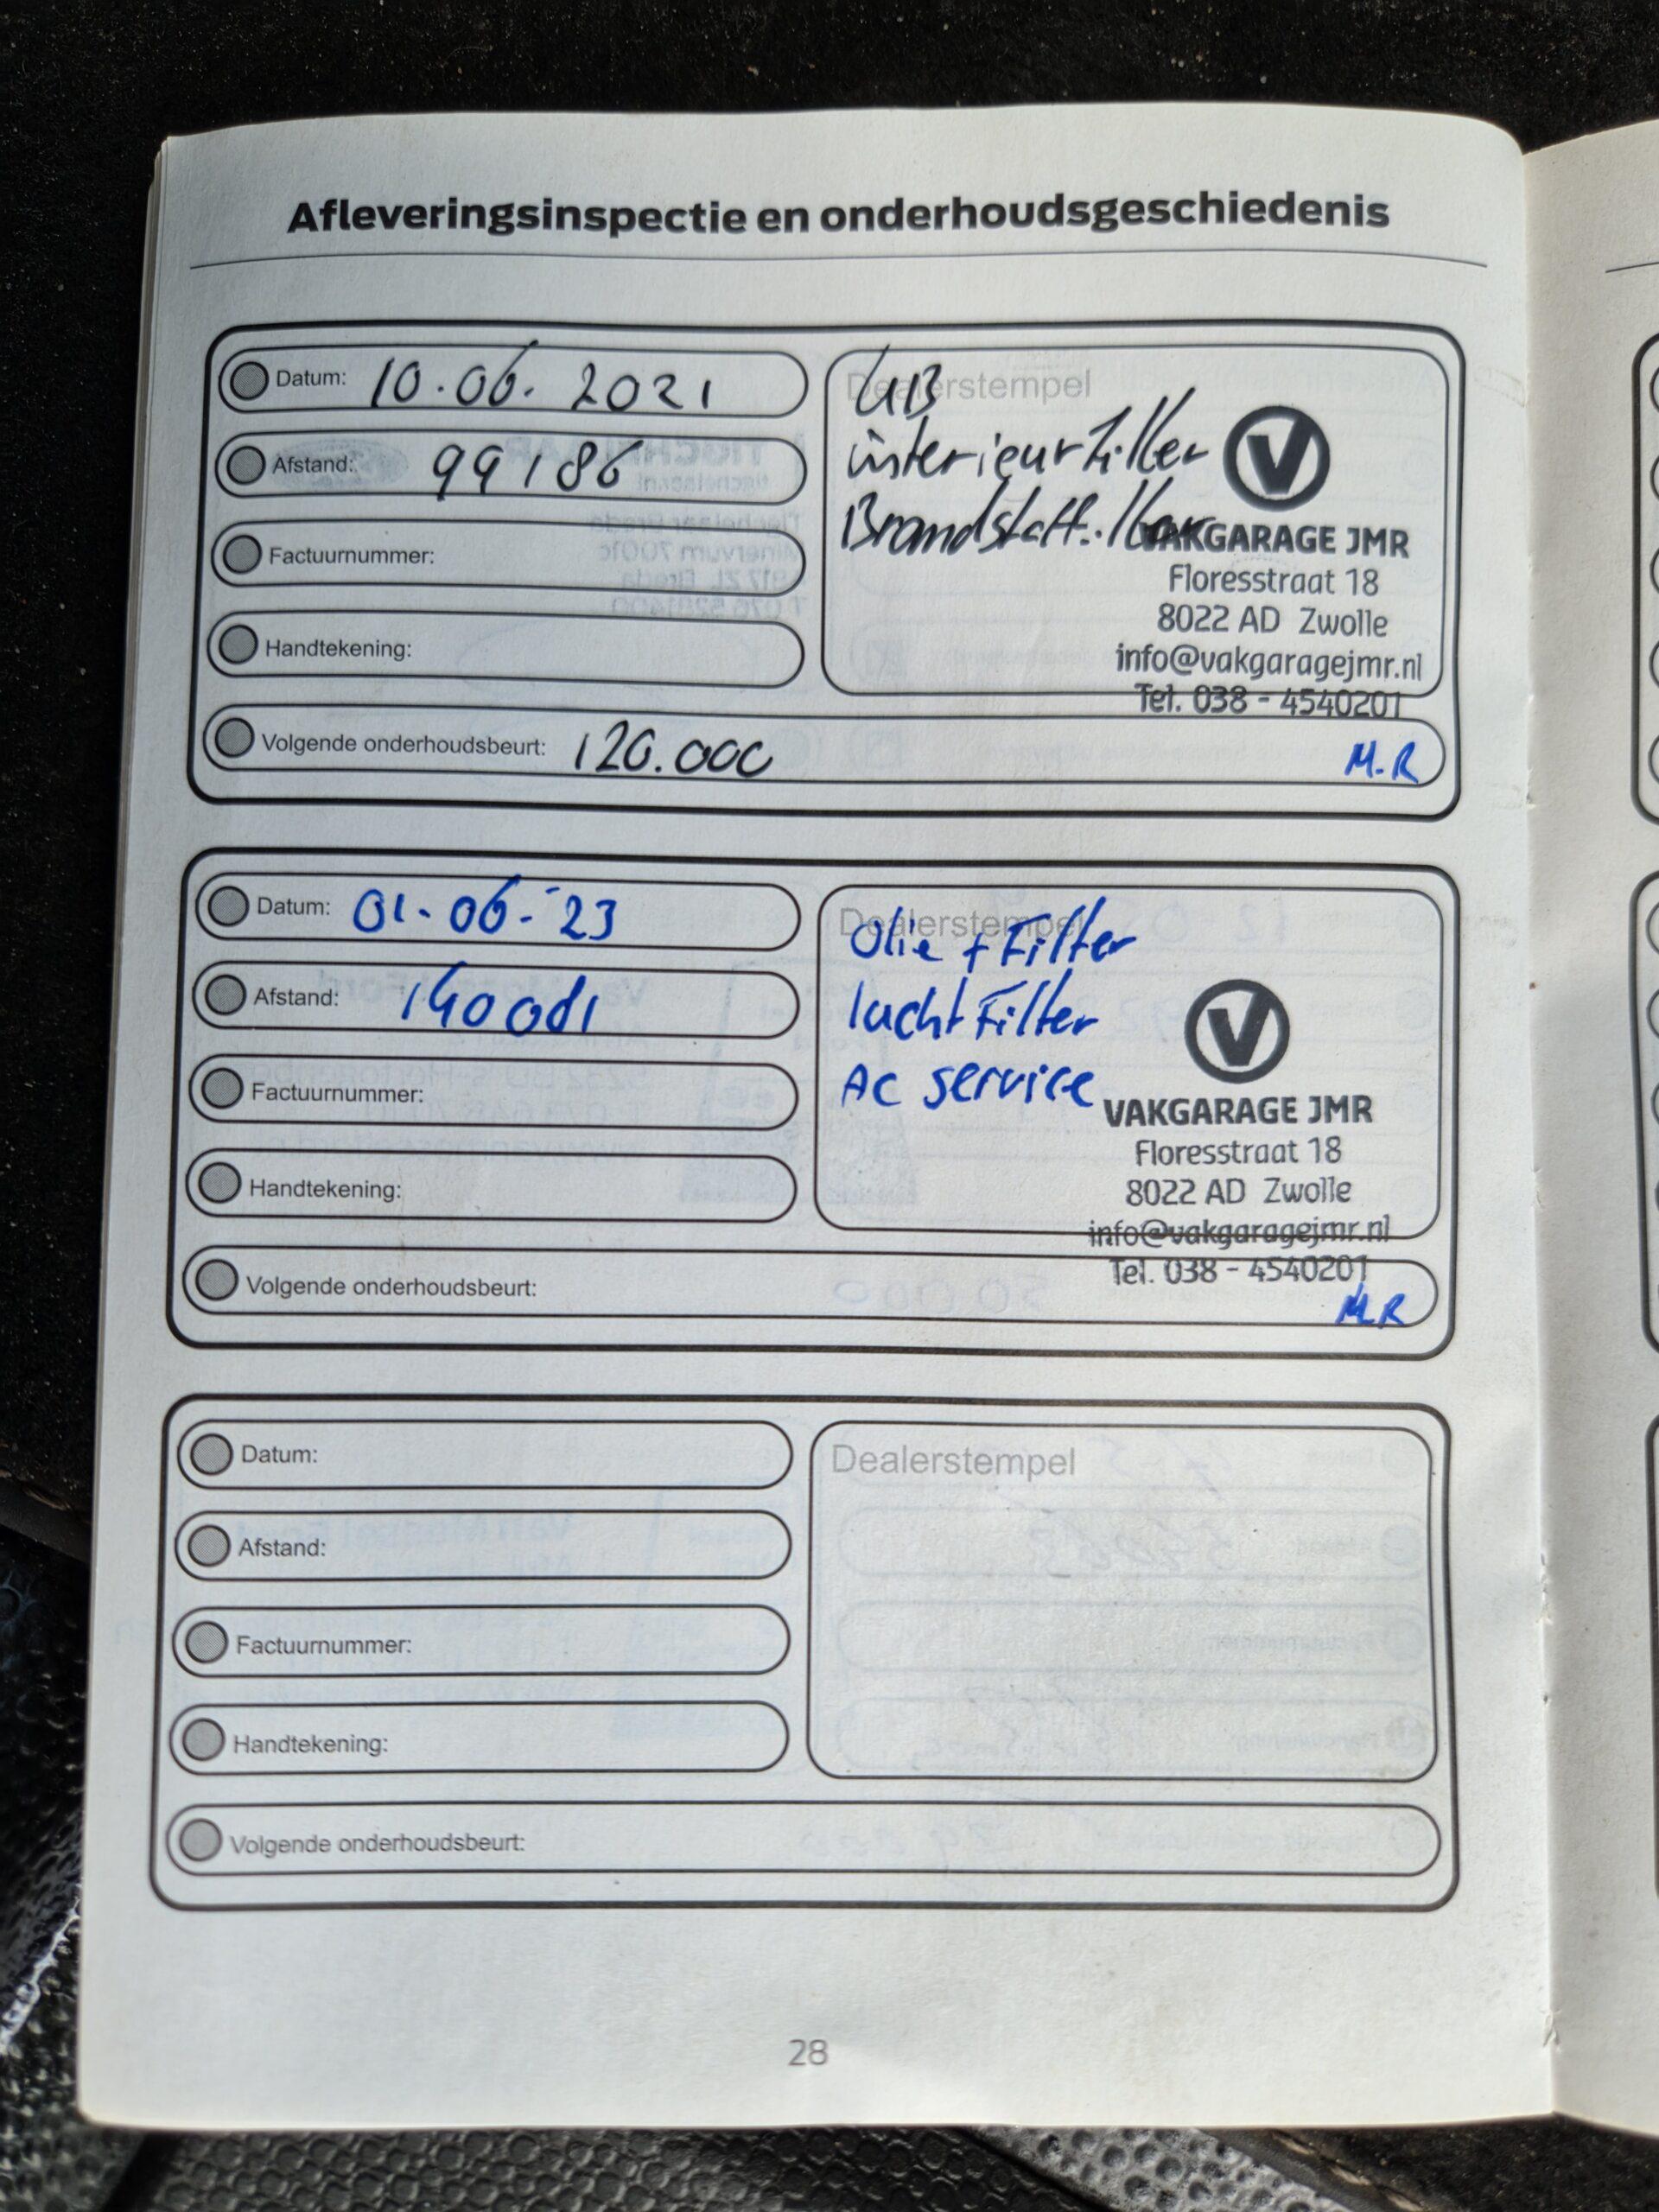 Afleveringsinspectie en onderhoudsgeschiedenis
Datum: 10.06.2021
Afstand: 99186
Factuurnummer:
Handtekening:
Volgende onderhoudsbeurt: 120.000
Dealerstempel
interieurfilter
Brandstoffilter
VAKGARAGE JMR
Floresstraat 18
8022 AD Zwolle
info@vakgaragejmr.nl
Tel. 038 - 4540201
M.R
Datum: 01-06-'23
Afstand: 140081
Factuurnummer:
Handtekening:
Volgende onderhoudsbeurt:
Dealerstempel
Olie + Filter
lucht Filter
AC service
VAKGARAGE JMR
Floresstraat 18
8022 AD Zwolle
info@vakgaragejmr.nl
Tel. 038 - 4540201
M.R
Datum:
Afstand:
Factuurnummer:
Handtekening:
Volgende onderhoudsbeurt:
Dealerstempel
28